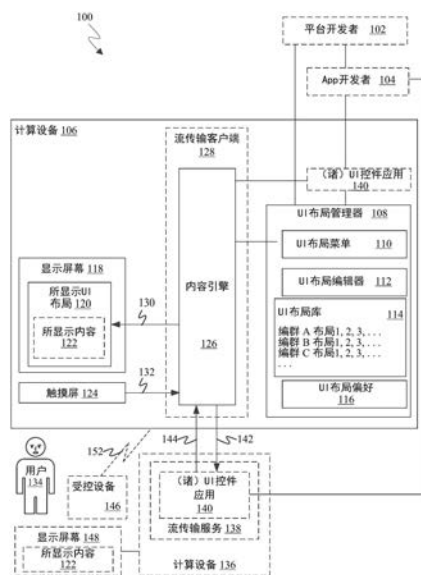 100
平台开发者 102
App开发者 104
计算设备 106
流传输客户端
128
（诸）UI控件应用
140
UI布局管理器 108
UI布局菜单 110
显示屏幕 118
所显示UI
布局 120
所显示内容
122
130
内容引擎
126
UI布局编辑器 112
UI布局库 114
编群 A 布局1, 2, 3, ...
编群 B 布局1, 2, 3, ...
编群 C 布局1, 2, 3, ...
...
触摸屏 124
132
UI布局偏好
116
152
144
142
用户
134
受控设备
146
（诸）UI控件
应用
140
流传输服务 138
显示屏幕 148
所显示内容
122
计算设备 136